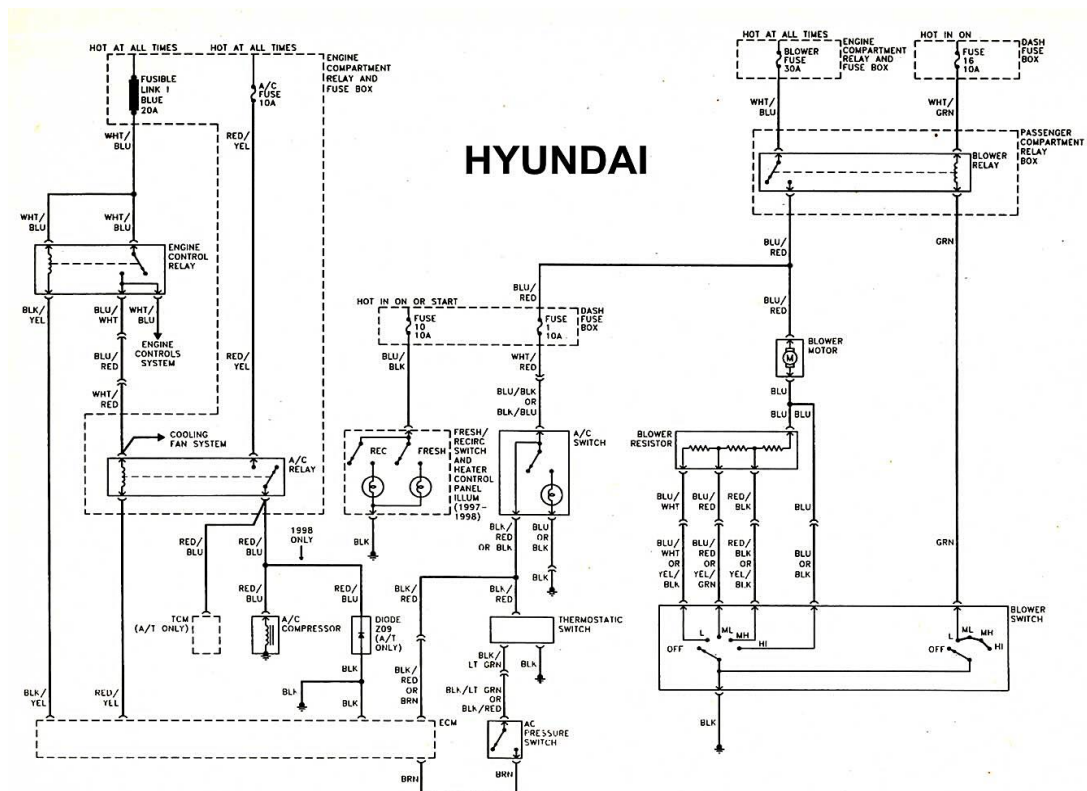 HYUNDAI
HOT AT ALL TIMES
HOT AT ALL TIMES
FUSIBLE
LINK I
BLUE
20A
A/C
FUSE
10A
ENGINE
COMPARTMENT
RELAY AND
FUSE BOX
WHT/
BLU
RED/
YEL
WHT/
BLU
WHT/
BLU
ENGINE
CONTROL
RELAY
BLK/
YEL
BLU/
WHT
WHT/
BLU
ENGINE
CONTROLS
SYSTEM
BLU/
RED
RED/
YEL
WHT/
RED
COOLING
FAN SYSTEM
A/C
RELAY
RED/
BLU
RED/
BLU
1998
ONLY
RED/
BLU
RED/
BLU
TCM
(A/T ONLY)
A/C
COMPRESSOR
DIODE
Z09
(A/T
ONLY)
BLK
BLK
BLK
BLK/
YEL
RED/
YEL
ECM
HOT IN ON OR START
FUSE
10
10A
FUSE
1
10A
DASH
FUSE
BOX
BLU/
RED
BLU/
BLK
WHT/
RED
BLU/BLK
OR
BLK/BLU
REC
FRESH
FRESH/
RECIRC
SWITCH
AND
HEATER
CONTROL
PANEL
ILLUM
(1997-
1998)
BLK
A/C
SWITCH
BLK/
RED
OR BLK
BLU
OR
BLK
BLK
BLK/
RED
BLK/
RED
THERMOSTATIC
SWITCH
BLK/
LT GRN
BLK
BLK/
RED
OR
BRN
BLK/LT GRN
OR
BLK/RED
AC
PRESSURE
SWITCH
BRN
BRN
HOT AT ALL TIMES
BLOWER
FUSE
30A
ENGINE
COMPARTMENT
RELAY AND
FUSE BOX
HOT IN ON
FUSE
16
10A
DASH
FUSE
BOX
WHT/
BLU
WHT/
GRN
PASSENGER
COMPARTMENT
RELAY
BOX
BLOWER
RELAY
BLU/
RED
GRN
BLU/
RED
M
BLOWER
MOTOR
BLU
BLU
BLU
BLOWER
RESISTOR
BLU/
WHT
BLU/
RED
RED/
BLK
BLU
BLU/
WHT
OR
YEL/
BLK
BLU/
RED
OR
YEL/
GRN
RED/
BLK
OR
YEL/
BLK
BLU
OR
BLK
GRN
BLOWER
SWITCH
OFF
L
ML
MH
HI
OFF
L
ML
MH
HI
BLK